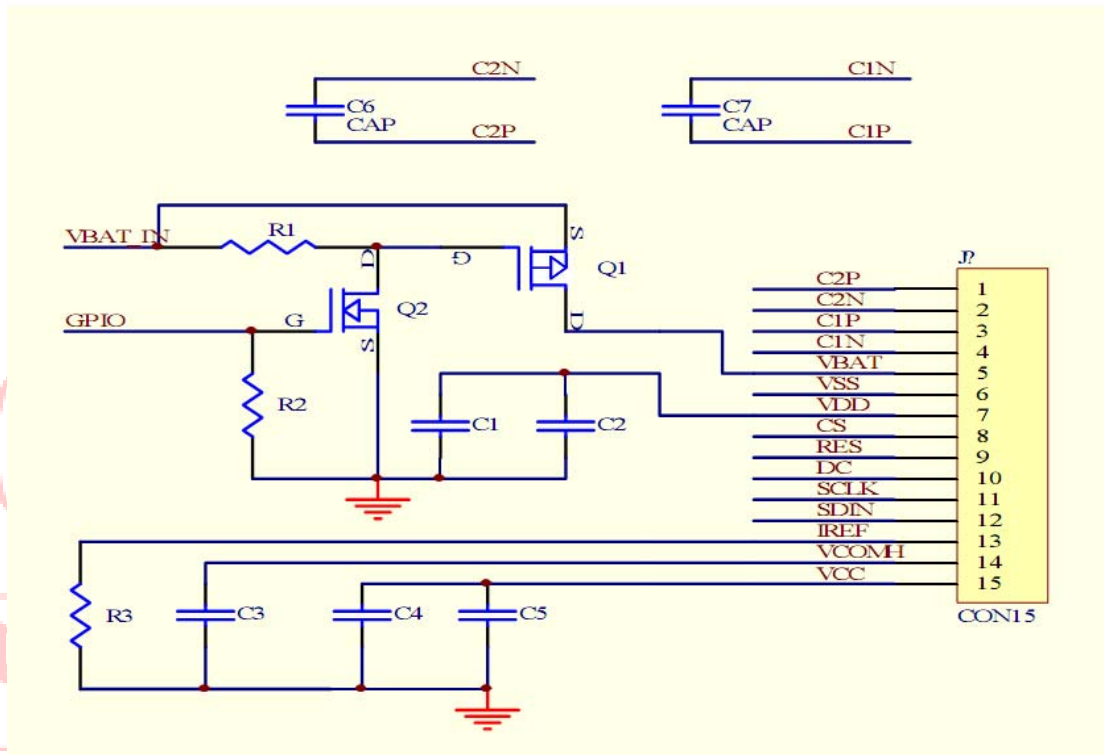 C2N
C6
CAP
C2P
C1N
C7
CAP
C1P
VBAT_IN
R1
D
G
S
Q1
D
GPIO
G
Q2
S
R2
C1
C2
J?
C2P 1
C2N 2
C1P 3
C1N 4
VBAT 5
VSS 6
VDD 7
CS 8
RES 9
DC 10
SCLK 11
SDIN 12
IREF 13
VCOMH 14
VCC 15
CON15
R3
C3
C4
C5